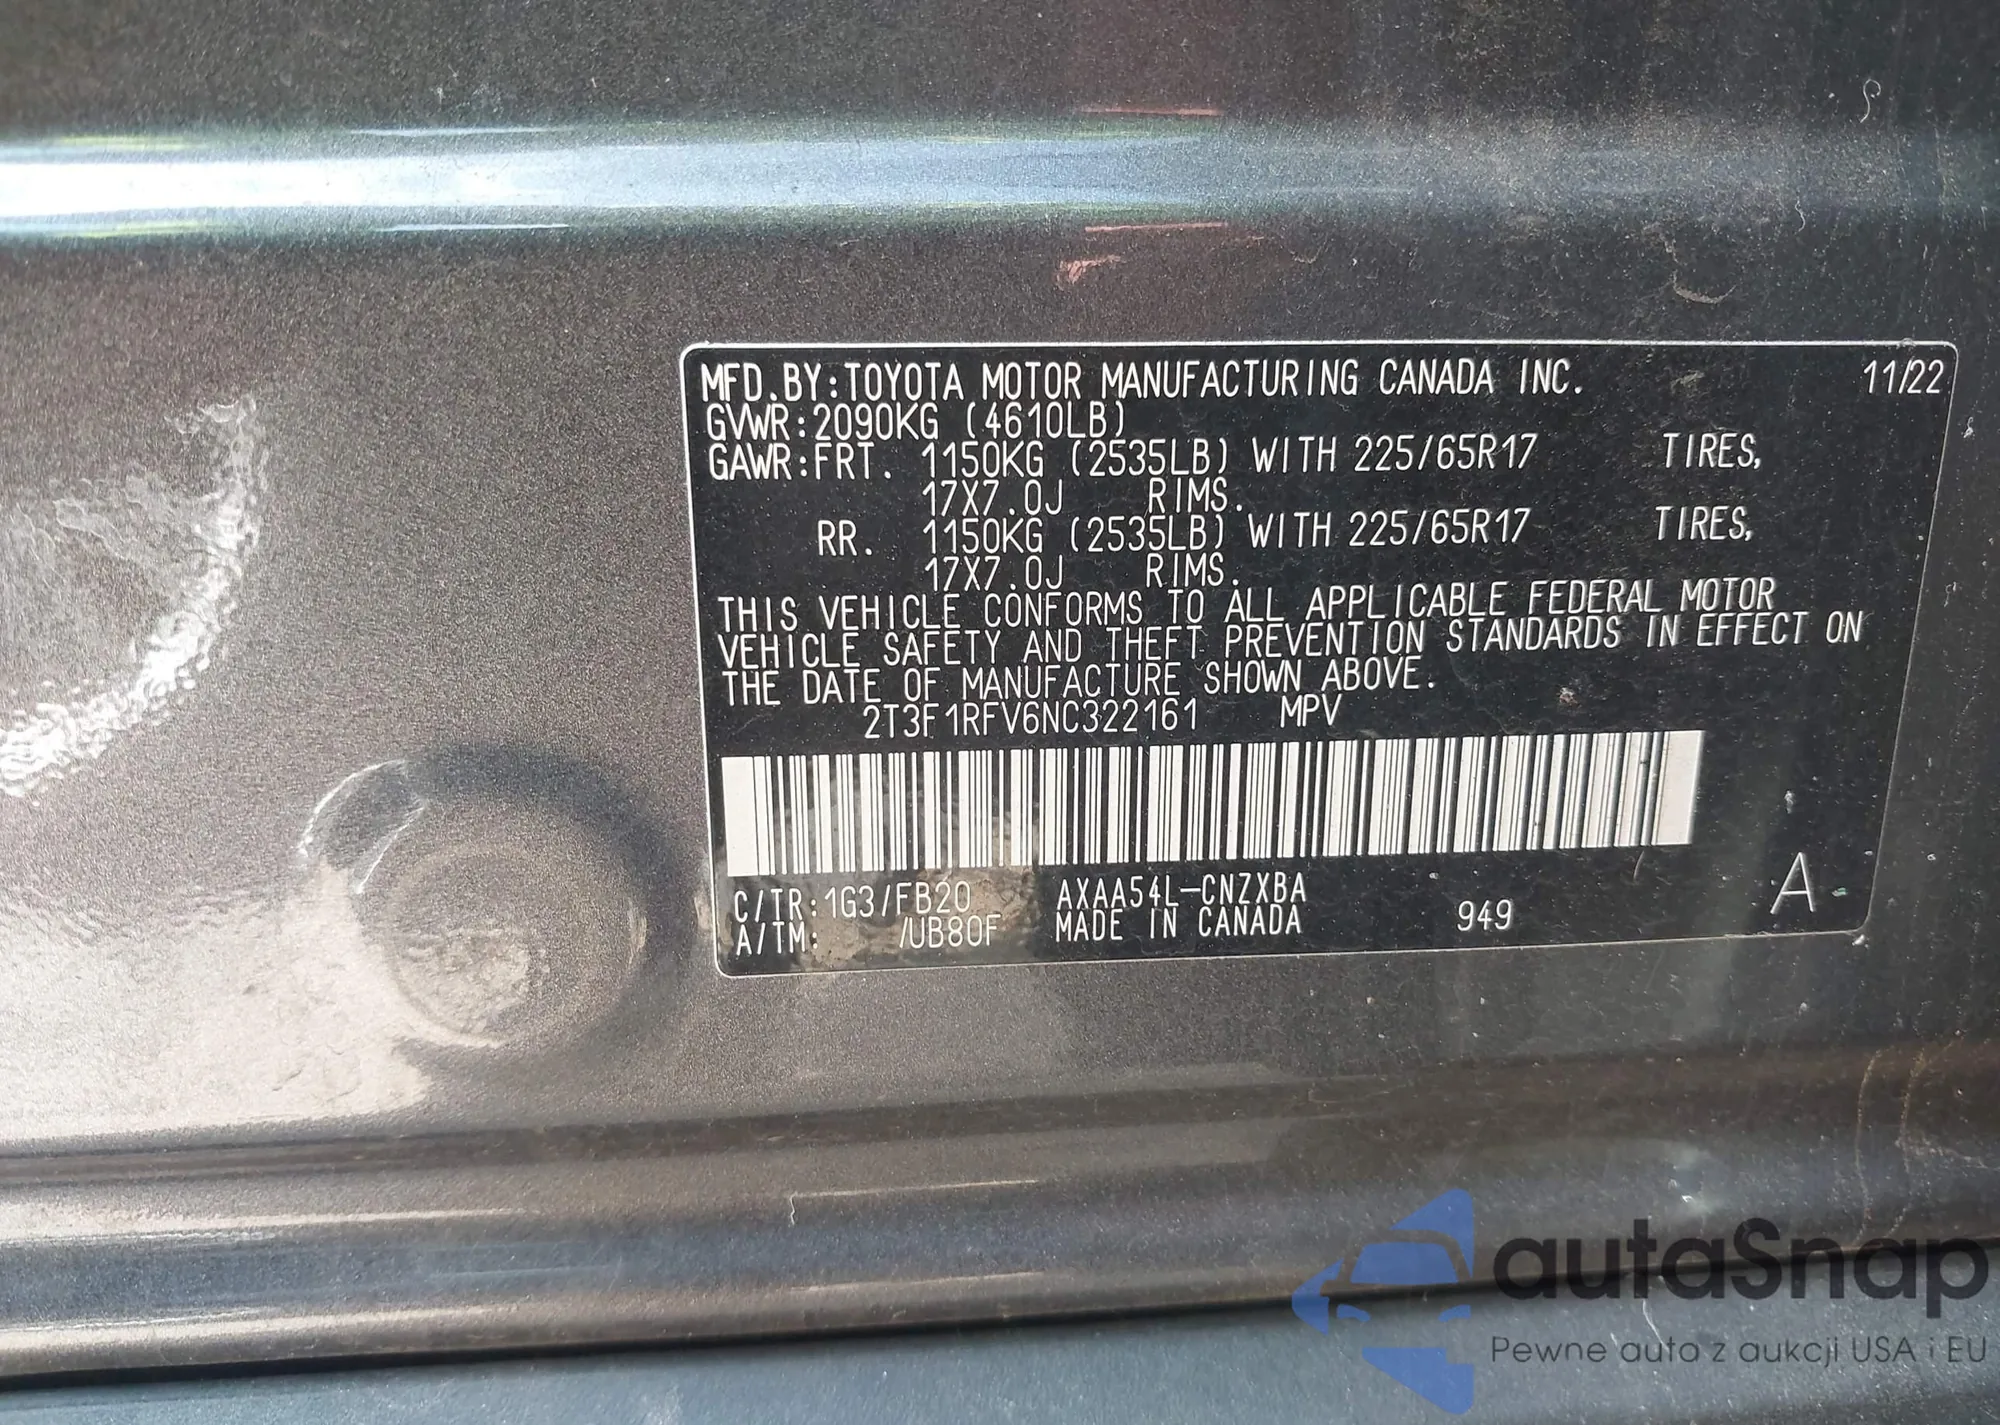 MFD.BY:TOYOTA MOTOR MANUFACTURING CANADA INC. 11/22
GVWR:2090KG (4610LB)
GAWR:FRT. 1150KG (2535LB) WITH 225/65R17 TIRES,
17X7.0J RIMS.
RR. 1150KG (2535LB) WITH 225/65R17 TIRES,
17X7.0J RIMS.
THIS VEHICLE CONFORMS TO ALL APPLICABLE FEDERAL MOTOR
VEHICLE SAFETY AND THEFT PREVENTION STANDARDS IN EFFECT ON
THE DATE OF MANUFACTURE SHOWN ABOVE.
2T3F1RFV6NC322161 MPV
C/TR:1G3/FB20 AXAA54L-CNZXBA
A/TM: /UB80F MADE IN CANADA 949 A
autaSnap
Pewne auta z aukcji USA i EU